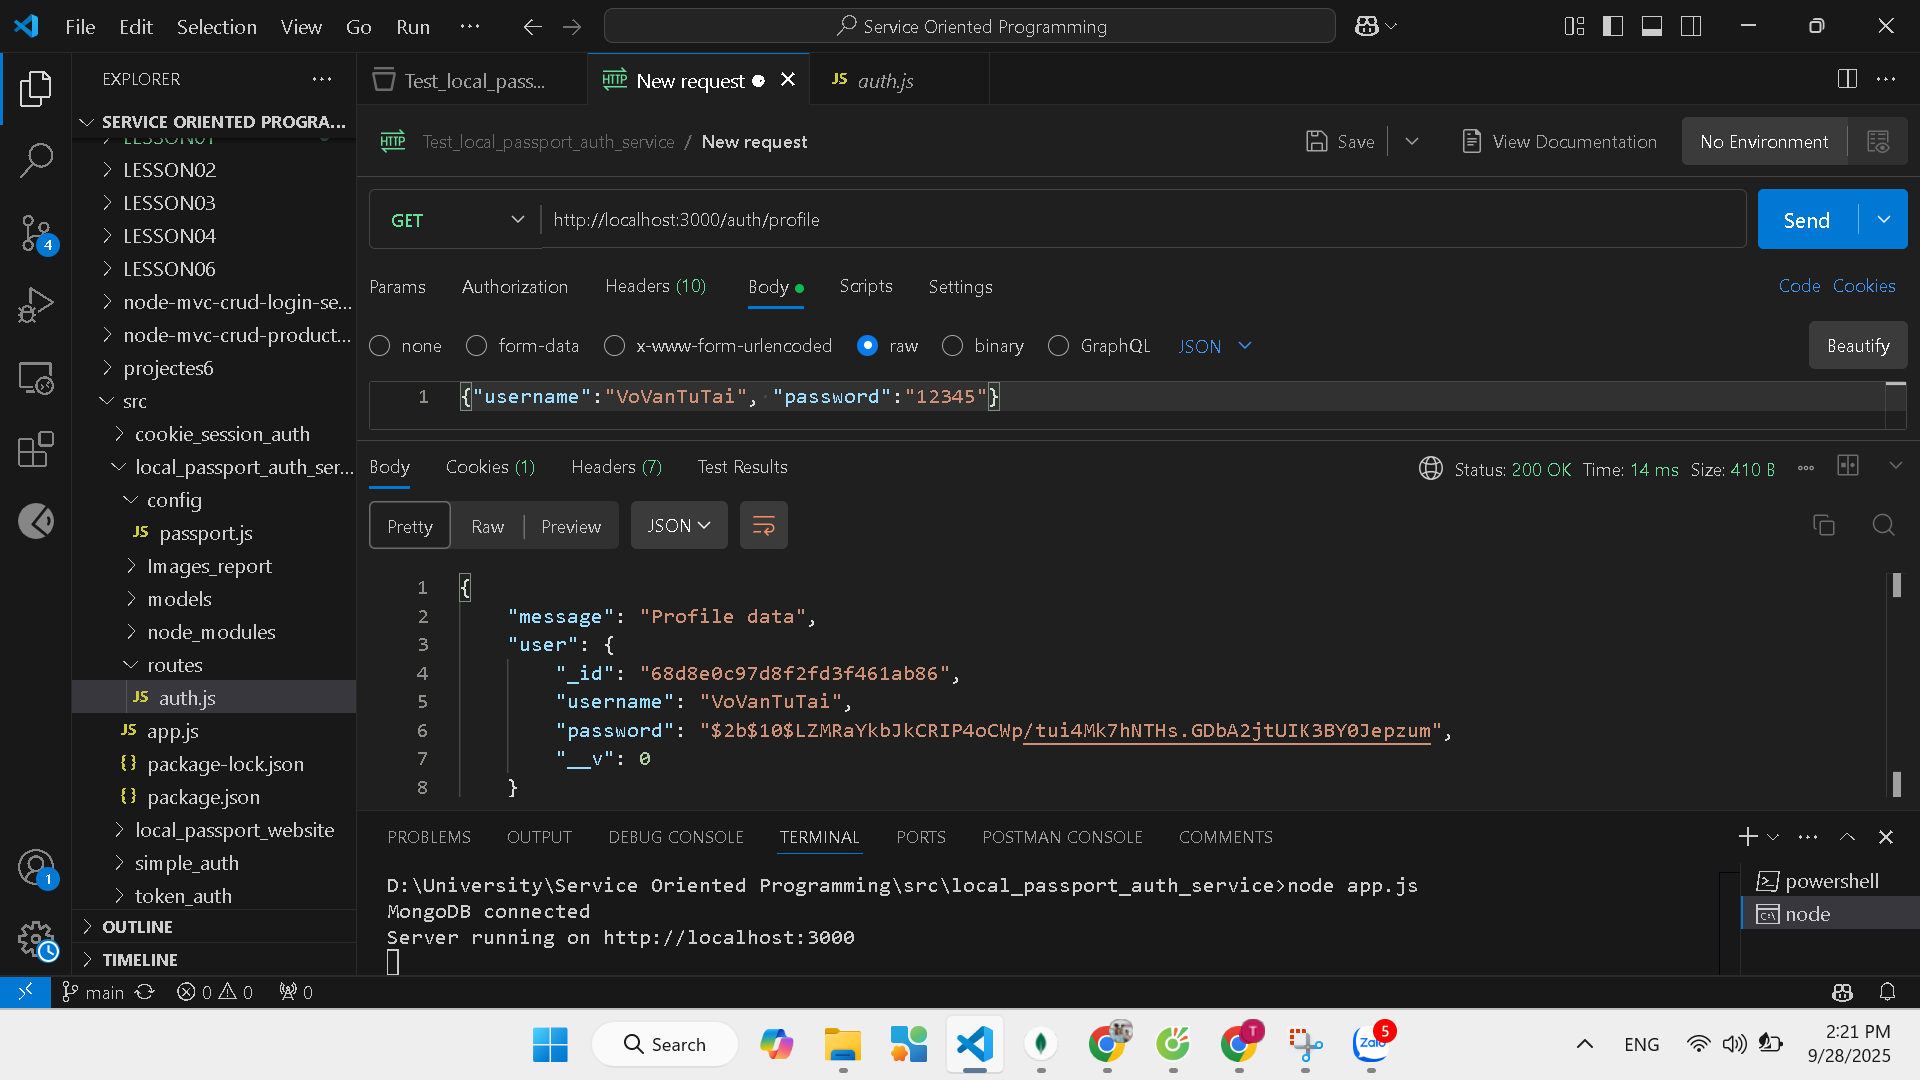 File Edit Selection View Go Run ··· Service Oriented Programming
EXPLORER
Test_local_pass... New request JS auth.js
SERVICE ORIENTED PROGRA...
LESSON01
LESSON02
LESSON03
LESSON04
LESSON06
node-mvc-crud-login-se...
node-mvc-crud-product...
projectes6
src
cookie_session_auth
local_passport_auth_ser...
config
JS passport.js
Images_report
models
node_modules
routes
JS auth.js
JS app.js
{} package-lock.json
{} package.json
local_passport_website
simple_auth
token_auth
OUTLINE
TIMELINE
4
1
HTTP Test_local_passport_auth_service / New request Save View Documentation No Environment
GET http://localhost:3000/auth/profile Send
Params Authorization Headers (10) Body Scripts Settings Code Cookies
none form-data x-www-form-urlencoded raw binary GraphQL JSON Beautify
1 {"username":"VoVanTuTai", "password":"12345"}
Body Cookies (1) Headers (7) Test Results Status: 200 OK Time: 14 ms Size: 410 B
Pretty Raw Preview JSON
1 {
2 "message": "Profile data",
3 "user": {
4 "_id": "68d8e0c97d8f2fd3f461ab86",
5 "username": "VoVanTuTai",
6 "password": "$2b$10$LZMRaYkbJkCRIP4oCWp/tui4Mk7hNTHs.GDbA2jtUIK3BY0Jepzum",
7 "__v": 0
8 }
PROBLEMS OUTPUT DEBUG CONSOLE TERMINAL PORTS POSTMAN CONSOLE COMMENTS
D:\University\Service Oriented Programming\src\local_passport_auth_service>node app.js
MongoDB connected
Server running on http://localhost:3000
powershell
node
main 0 0 0
Search T Zalo 5 ENG 2:21 PM
9/28/2025